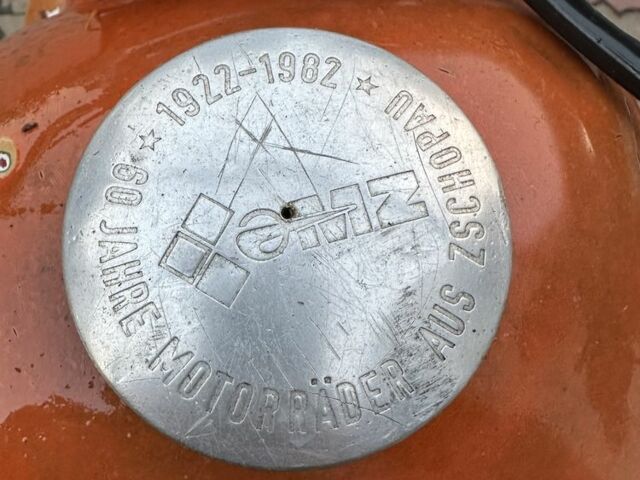 ★ 1922-1982 ★
60 JAHRE MOTORRÄDER AUS ZSCHOPAU
MZ